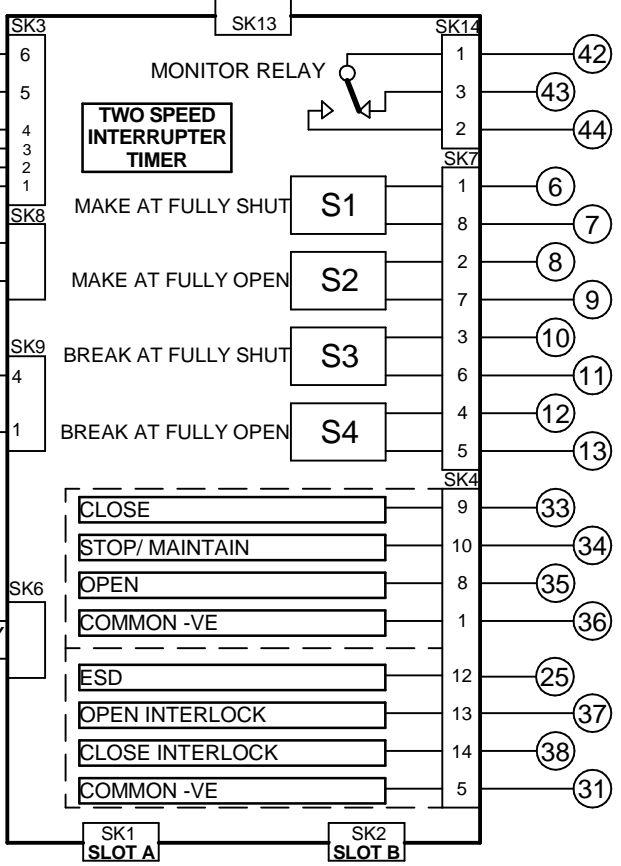 SK3
SK13
SK14
6
MONITOR RELAY
1
42
5
3
43
TWO SPEED
INTERRUPTER
TIMER
4
3
2
1
2
44
SK7
MAKE AT FULLY SHUT
S1
1
6
8
7
SK8
MAKE AT FULLY OPEN
S2
2
8
7
9
SK9
4
1
BREAK AT FULLY SHUT
S3
3
10
6
11
BREAK AT FULLY OPEN
S4
4
12
5
13
SK4
CLOSE
9
33
STOP/ MAINTAIN
10
34
SK6
OPEN
8
35
COMMON -VE
1
36
ESD
12
25
OPEN INTERLOCK
13
37
CLOSE INTERLOCK
14
38
COMMON -VE
5
31
SK1
SLOT A
SK2
SLOT B